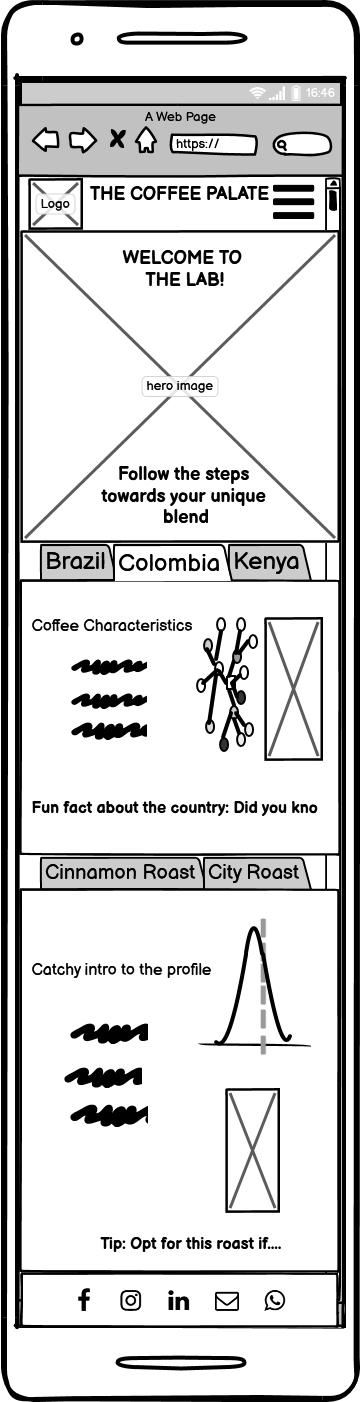 16:46
A Web Page
https://
Logo
THE COFFEE PALATE
WELCOME TO
THE LAB!
hero image
Follow the steps
towards your unique
blend
Brazil Colombia Kenya
Coffee Characteristics
Fun fact about the country: Did you kno
Cinnamon Roast City Roast
Catchy intro to the profile
Tip: Opt for this roast if....